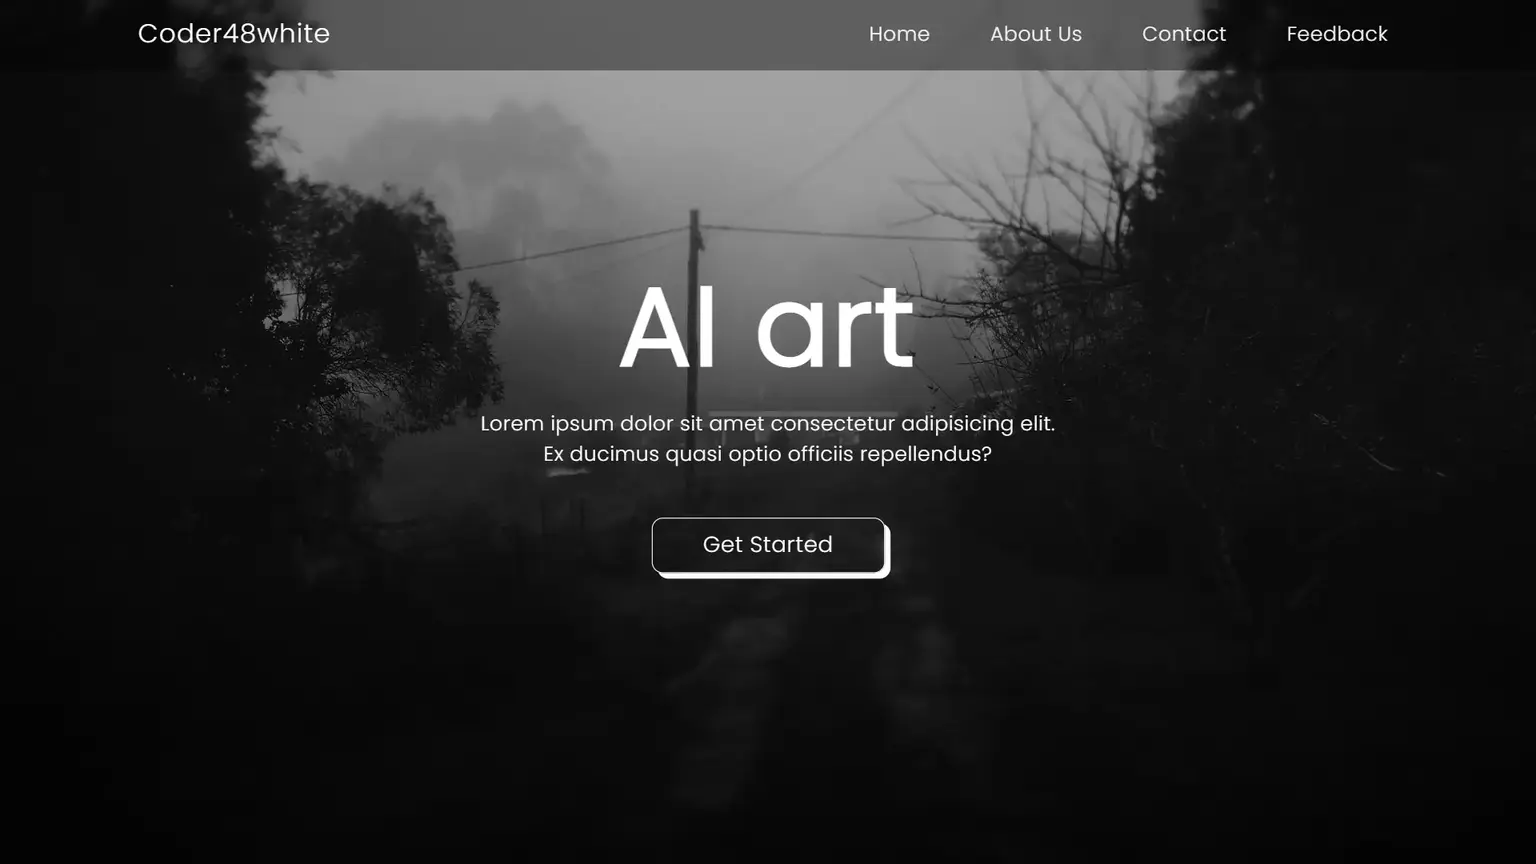 Coder48white
Home
About Us
Contact
Feedback
AI art
Lorem ipsum dolor sit amet consectetur adipisicing elit.
Ex ducimus quasi optio officiis repellendus?
Get Started